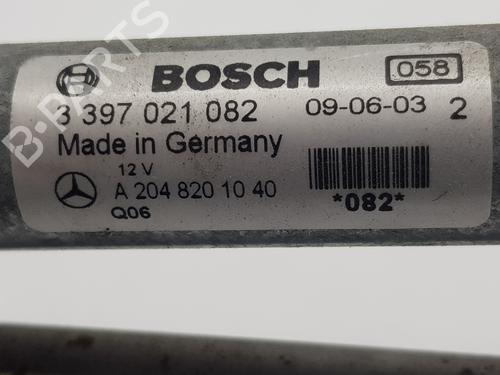 BOSCH 058
3 397 021 082 09-06-03 2
Made in Germany
12 V
A 204 820 10 40
Q06
*082*
B-PARTS